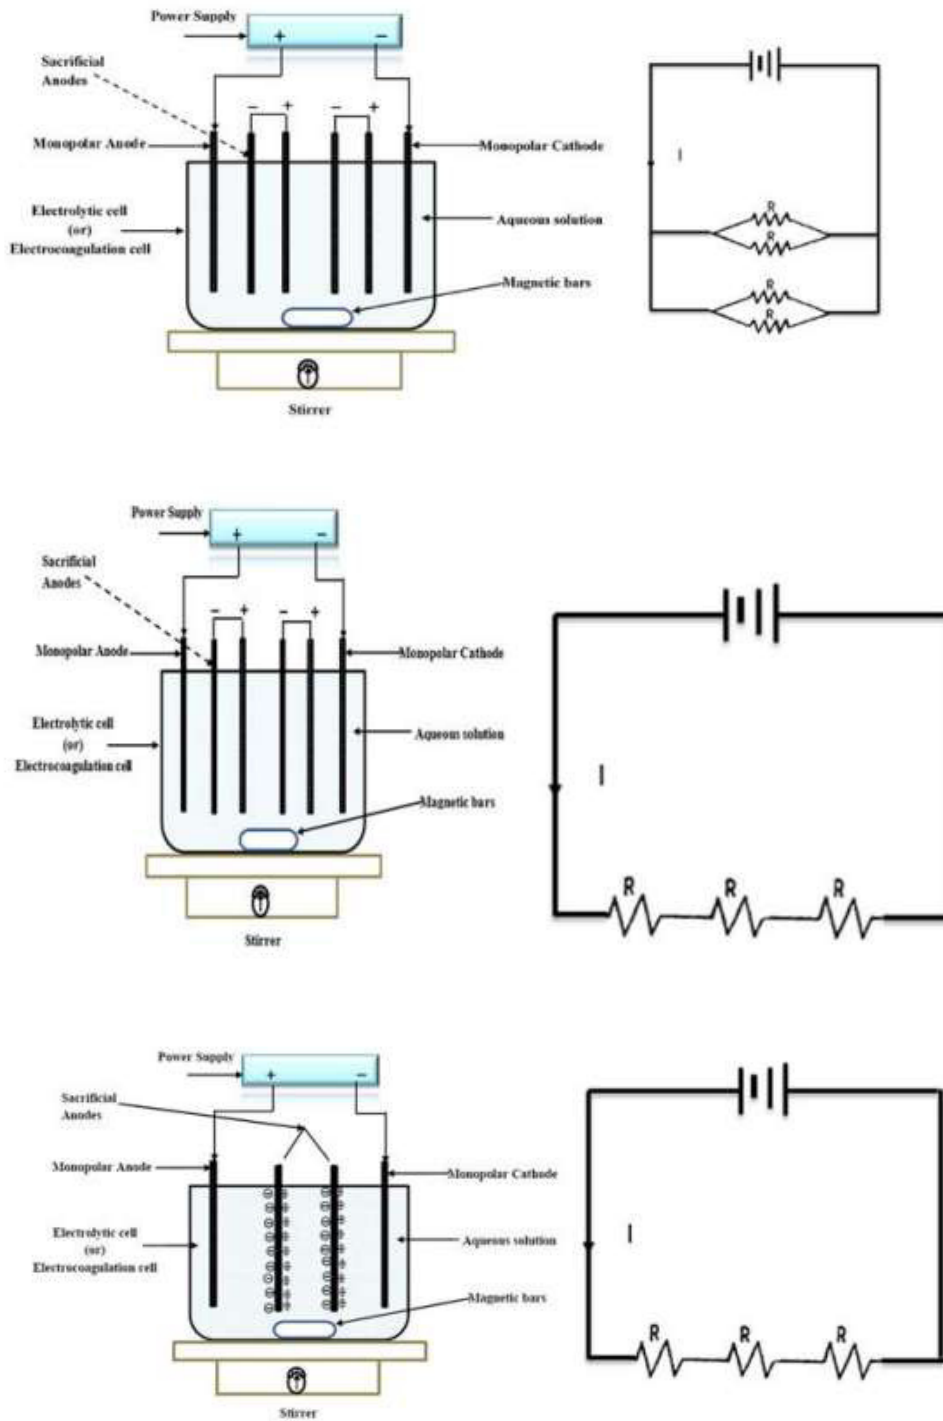 Power Supply
+ −
Sacrificial
Anodes
− + − +
Monopolar Anode
Monopolar Cathode
Electrolytic cell
(or)
Electrocoagulation cell
Aqueous solution
Magnetic bars
Stirrer
I
R
R
R
R
Power Supply
+ −
Sacrificial
Anodes
− + − +
Monopolar Anode
Monopolar Cathode
Electrolytic cell
(or)
Electrocoagulation cell
Aqueous solution
Magnetic bars
Stirrer
I
R R R
Power Supply
+ −
Sacrificial
Anodes
Monopolar Anode
Monopolar Cathode
Electrolytic cell
(or)
Electrocoagulation cell
Aqueous solution
Magnetic bars
Stirrer
I
R R R